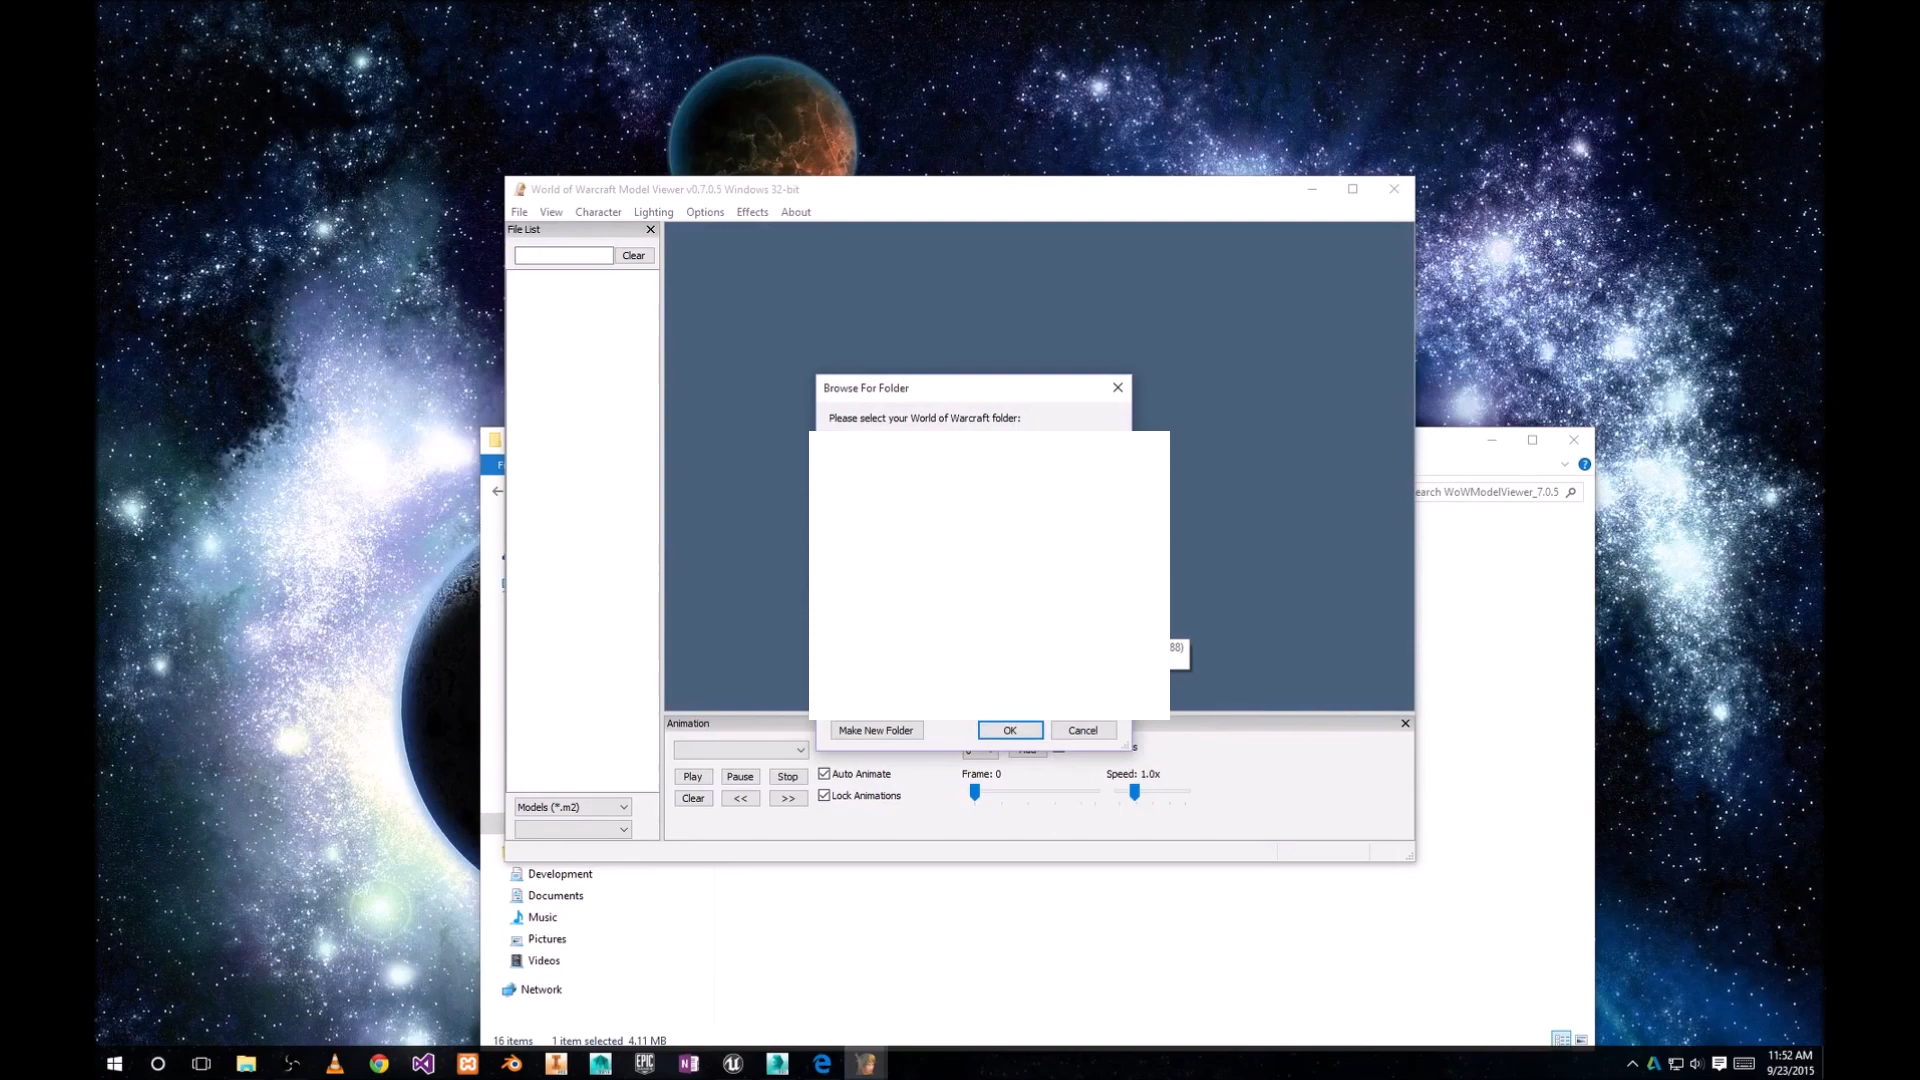 World of Warcraft Model Viewer v0.7.0.5 Windows 32-bit
File View Character Lighting Options Effects About
File List
Clear
Browse For Folder
Please select your World of Warcraft folder:
WoWModelViewer_7.0.5
88)
Make New Folder OK Cancel
Animation
Play Pause Stop Auto Animate Frame: 0 Speed: 1.0x
Clear << >> Lock Animations
Models (*.m2)
Development
Documents
Music
Pictures
Videos
Network
16 items 1 item selected 4.11 MB
EPIC
11:52 AM
9/23/2015